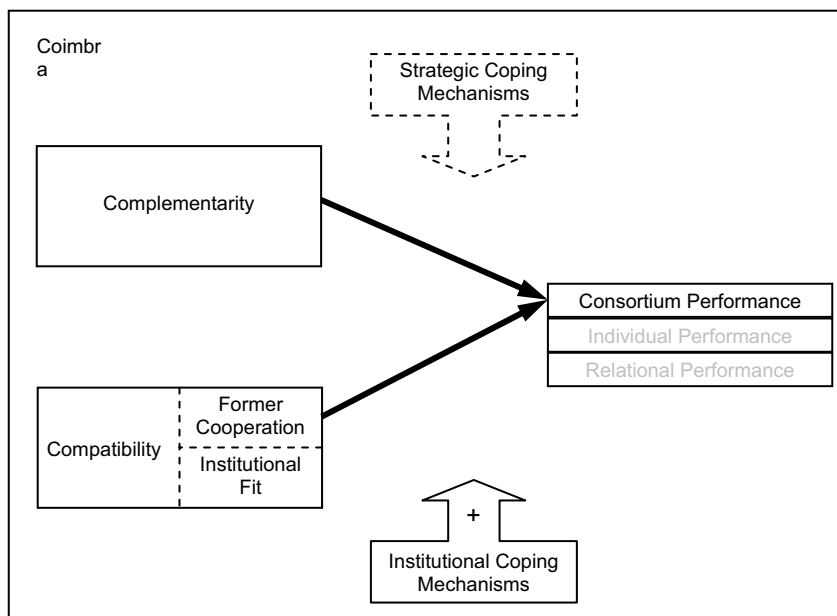 Coimbr
a
Strategic Coping
Mechanisms
Complementarity
Consortium Performance
Individual Performance
Relational Performance
Compatibility
Former
Cooperation
Institutional
Fit
+
Institutional Coping
Mechanisms